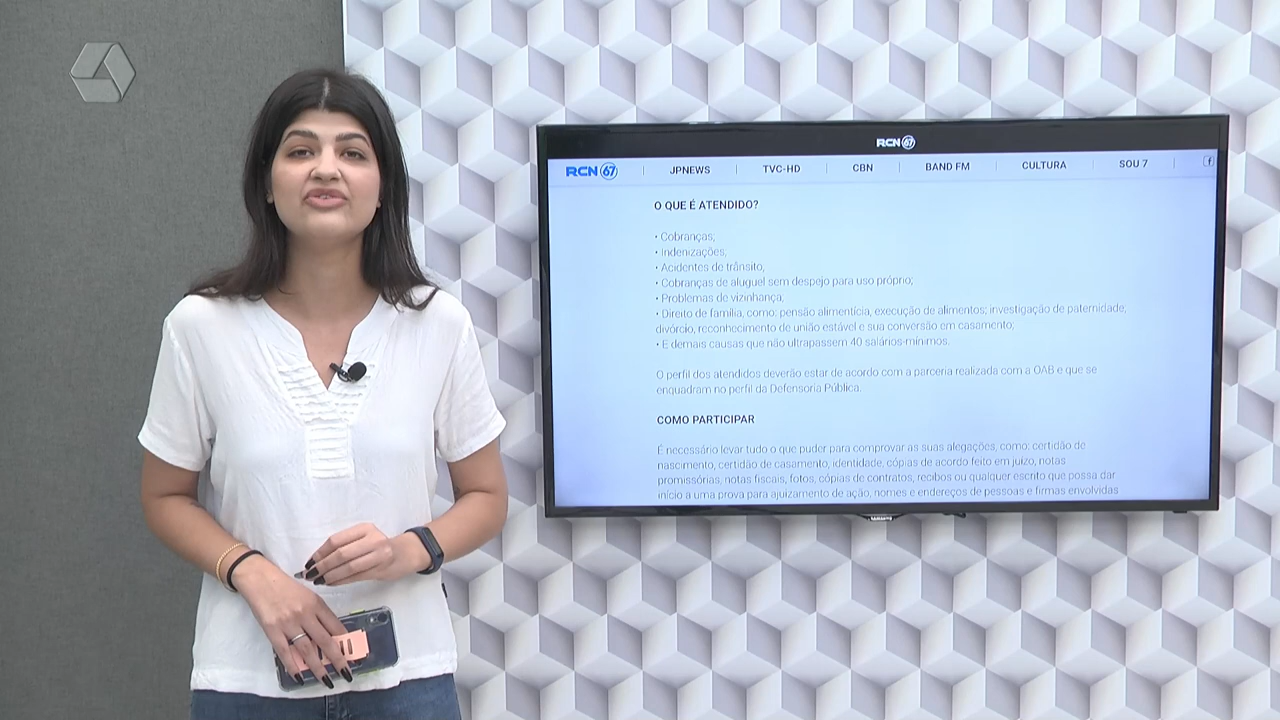 RCN 67
RCN 67 JPNEWS TVC-HD CBN BAND FM CULTURA SOU 7 f
O QUE É ATENDIDO?
• Cobranças;
• Indenizações;
• Acidentes de trânsito;
• Cobranças de aluguel sem despejo para uso próprio;
• Problemas de vizinhança;
• Direito de família, como: pensão alimentícia, execução de alimentos; investigação de paternidade,
divórcio, reconhecimento de união estável e sua conversão em casamento;
• E demais causas que não ultrapassem 40 salários-mínimos.
O perfil dos atendidos deverão estar de acordo com a parceria realizada com a OAB e que se
enquadram no perfil da Defensoria Pública.
COMO PARTICIPAR
É necessário levar tudo o que puder para comprovar as suas alegações, como: certidão de
nascimento, certidão de casamento, identidade, cópias de acordo feito em juízo, notas
promissórias, notas fiscais, fotos, cópias de contratos, recibos ou qualquer escrito que possa dar
início a uma prova para ajuizamento de ação, nomes e endereços de pessoas e firmas envolvidas
SAMSUNG